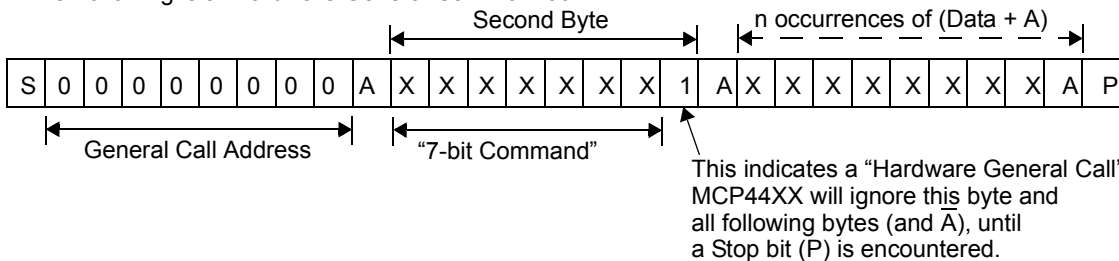 Second Byte
n occurrences of (Data + A)
S 0 0 0 0 0 0 0 0 A X X X X X X X 1 A X X X X X X X X A P
General Call Address
“7-bit Command”
This indicates a “Hardware General Call”
MCP44XX will ignore this byte and
all following bytes (and A̅), until
a Stop bit (P) is encountered.